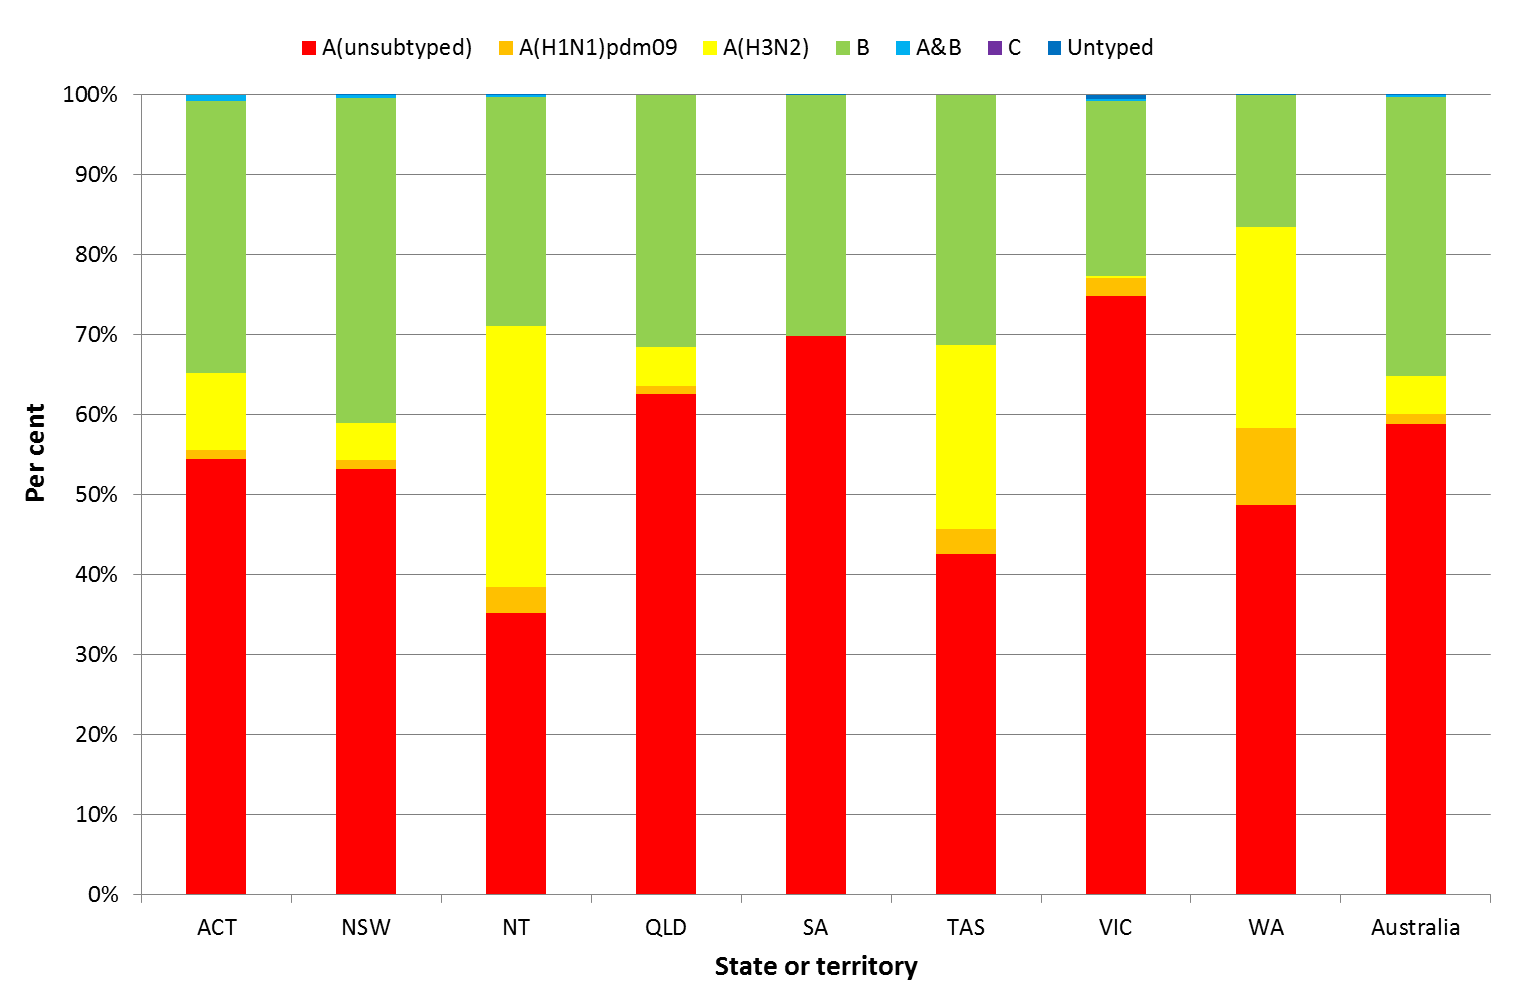 A(unsubtyped) A(H1N1)pdm09 A(H3N2) B A&B C Untyped
100%
90%
80%
70%
60%
50%
40%
30%
20%
10%
0%
Per cent
ACT NSW NT QLD SA TAS VIC WA Australia
State or territory